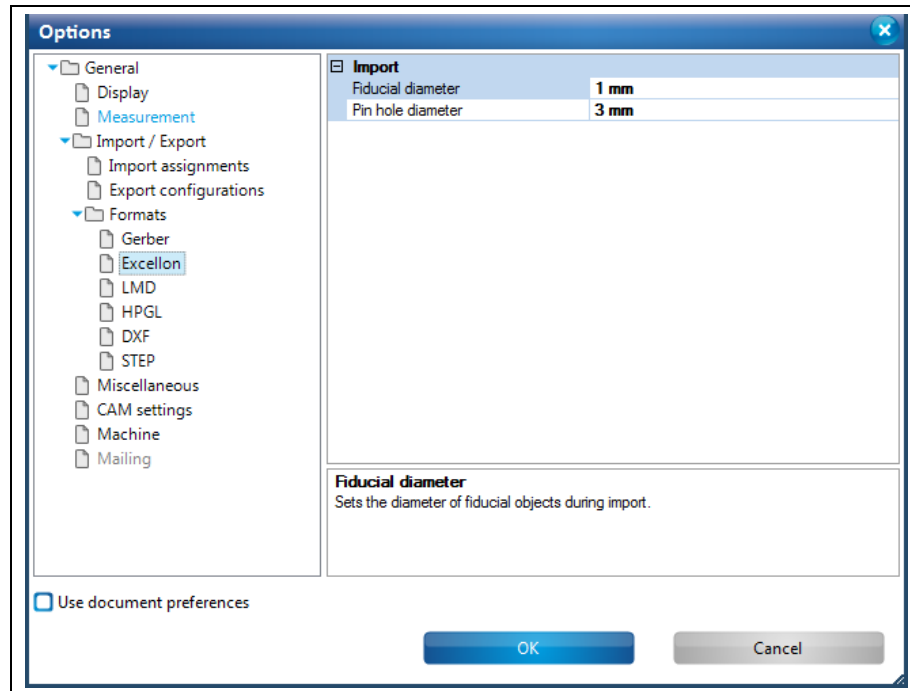 Options
General
Display
Measurement
Import / Export
Import assignments
Export configurations
Formats
Gerber
Excellon
LMD
HPGL
DXF
STEP
Miscellaneous
CAM settings
Machine
Mailing
Import
Fiducial diameter 1 mm
Pin hole diameter 3 mm
Fiducial diameter
Sets the diameter of fiducial objects during import.
Use document preferences
OK Cancel